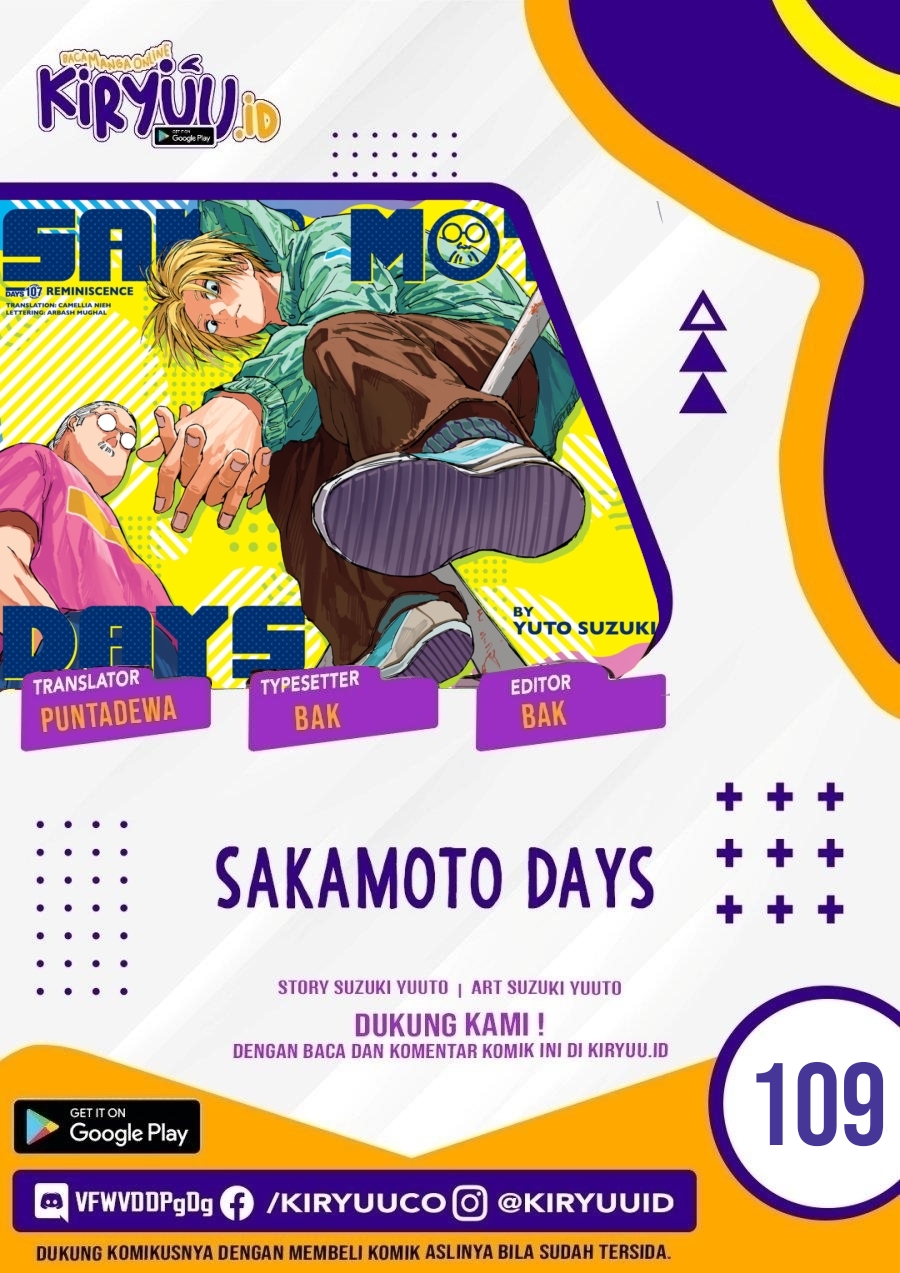 BACA MANGA ONLINE
KIRYUU.iD
GET IT ON
Google Play
SAKAMOTO
DAYS 107 REMINISCENCE
TRANSLATION: CAMELLIA NIEH
LETTERING: ARBASH MUGHAL
BY
YUTO SUZUKI
DAYS
TRANSLATOR
PUNTADEWA
TYPESETTER
BAK
EDITOR
BAK
SAKAMOTO DAYS
STORY SUZUKI YUUTO | ART SUZUKI YUUTO
DUKUNG KAMI !
DENGAN BACA DAN KOMENTAR KOMIK INI DI KIRYUU.ID
109
GET IT ON
Google Play
VFWVDDPgDg /KIRYUUCO @KIRYUUID
DUKUNG KOMIKUSNYA DENGAN MEMBELI KOMIK ASLINYA BILA SUDAH TERSIDA.